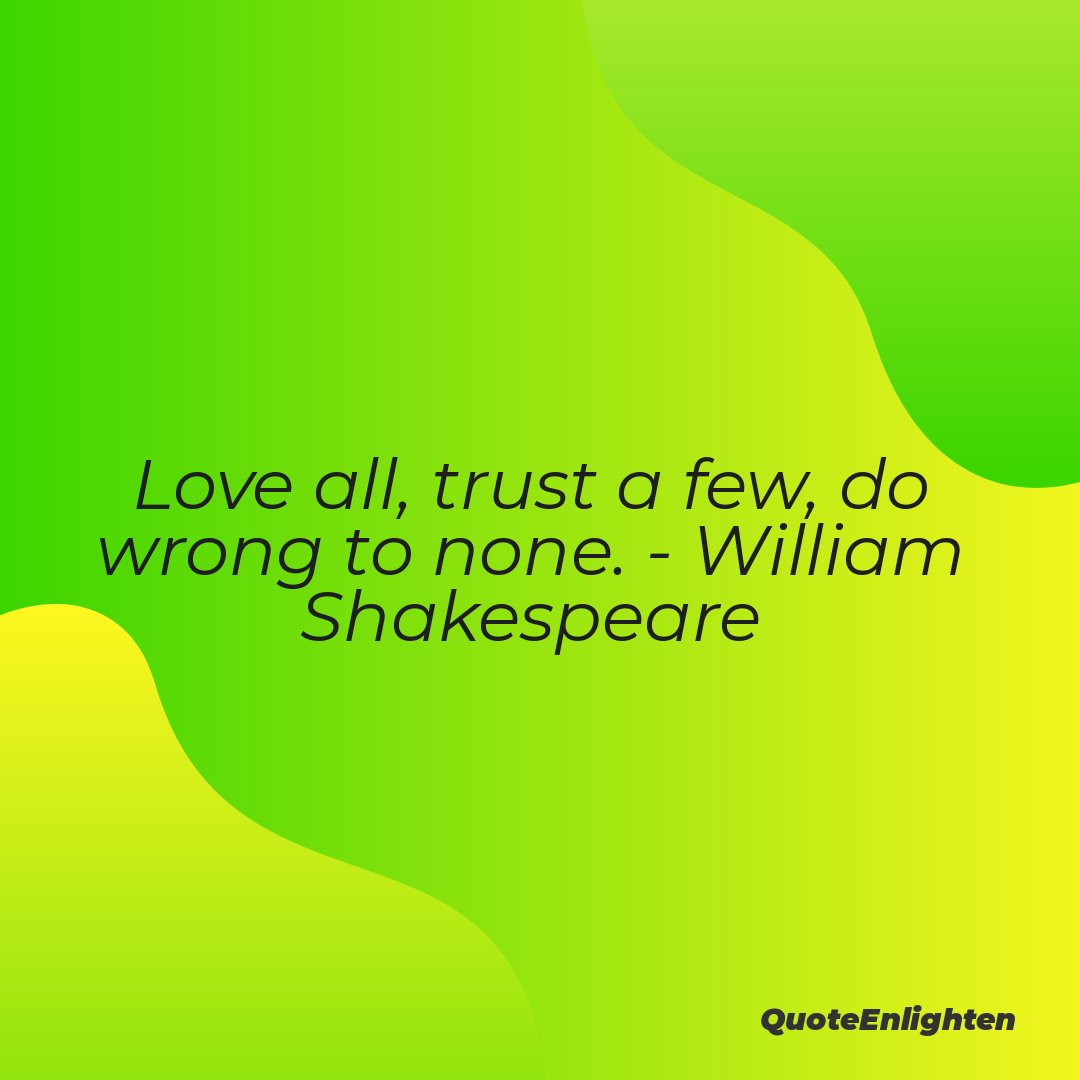 Love all, trust a few, do
wrong to none. - William
Shakespeare
QuoteEnlighten